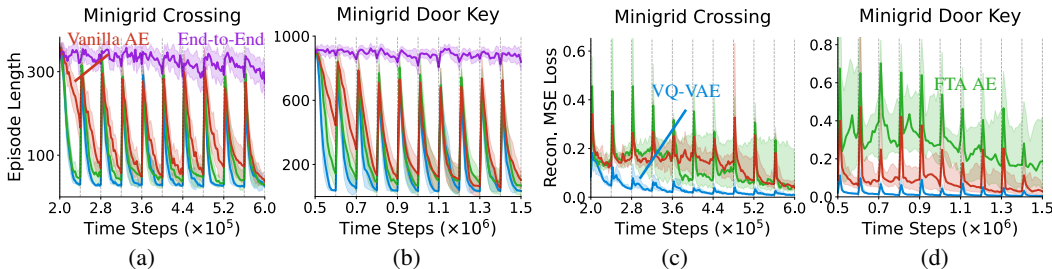 Minigrid Crossing
Vanilla AE
End-to-End
Episode Length
300
100
2.0 2.8 3.6 4.4 5.2 6.0
Time Steps (×10⁵)
(a)
Minigrid Door Key
1000
800
600
400
200
0.5 0.7 0.9 1.1 1.3 1.5
Time Steps (×10⁶)
(b)
Minigrid Crossing
VQ-VAE
Recon. MSE Loss
0.6
0.4
0.2
0.0
2.0 2.8 3.6 4.4 5.2 6.0
Time Steps (×10⁵)
(c)
Minigrid Door Key
FTA AE
0.8
0.6
0.4
0.2
0.0
0.5 0.7 0.9 1.1 1.3 1.5
Time Steps (×10⁶)
(d)